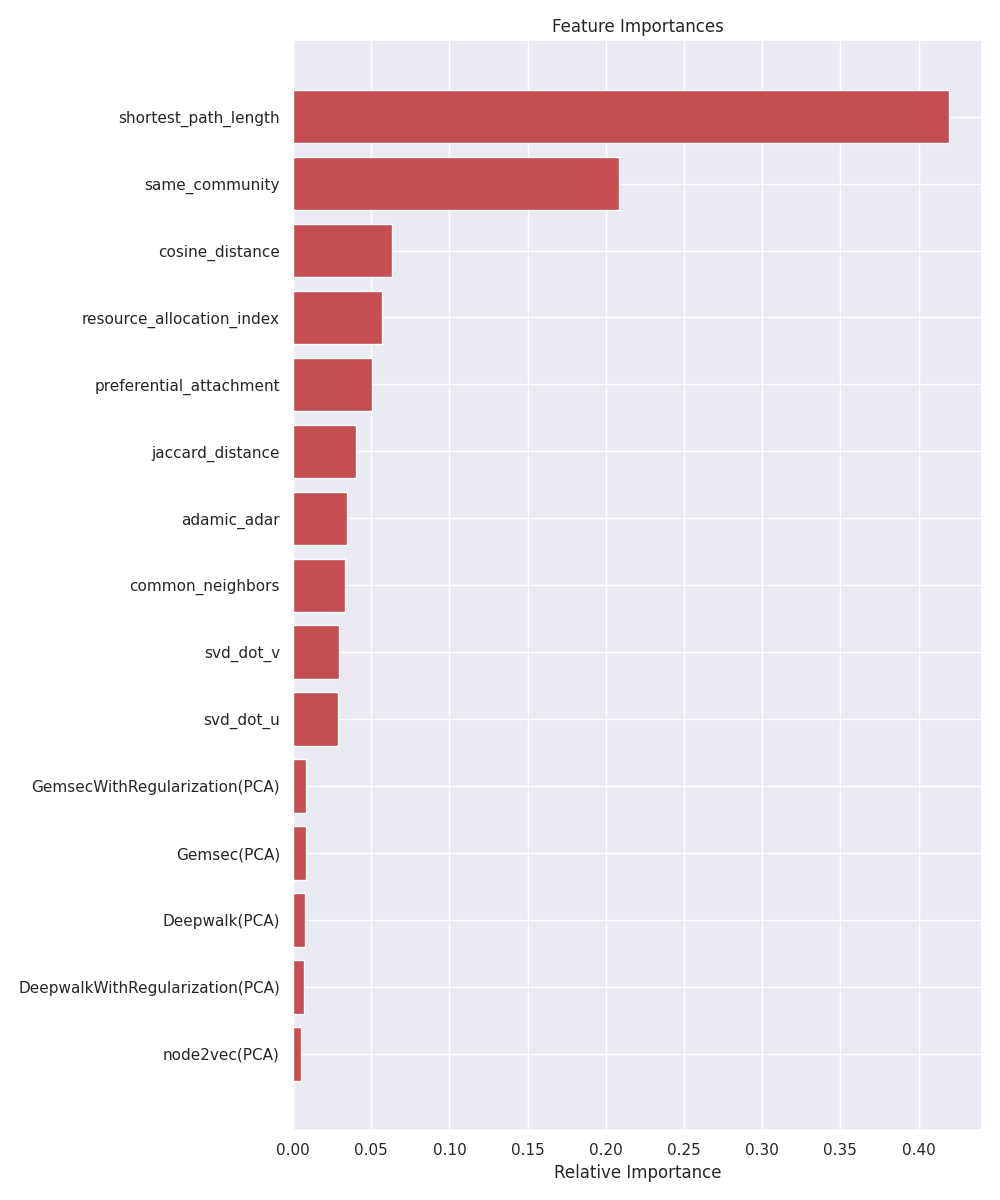 Feature Importances
shortest_path_length
same_community
cosine_distance
resource_allocation_index
preferential_attachment
jaccard_distance
adamic_adar
common_neighbors
svd_dot_v
svd_dot_u
GemsecWithRegularization(PCA)
Gemsec(PCA)
Deepwalk(PCA)
DeepwalkWithRegularization(PCA)
node2vec(PCA)
0.00 0.05 0.10 0.15 0.20 0.25 0.30 0.35 0.40
Relative Importance